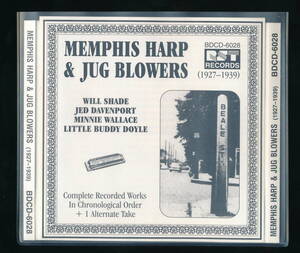 MEMPHIS HARP & JUG BLOWERS (1927-1939) BDCD-6028
MEMPHIS HARP
& JUG BLOWERS
BDCD-6028
RST
RECORDS
(1927-1939)
WILL SHADE
JED DAVENPORT
MINNIE WALLACE
LITTLE BUDDY DOYLE
BEALE ST
Complete Recorded Works
In Chronological Order
+ 1 Alternate Take
MEMPHIS HARP & JUG BLOWERS (1927-1939) BDCD-6028